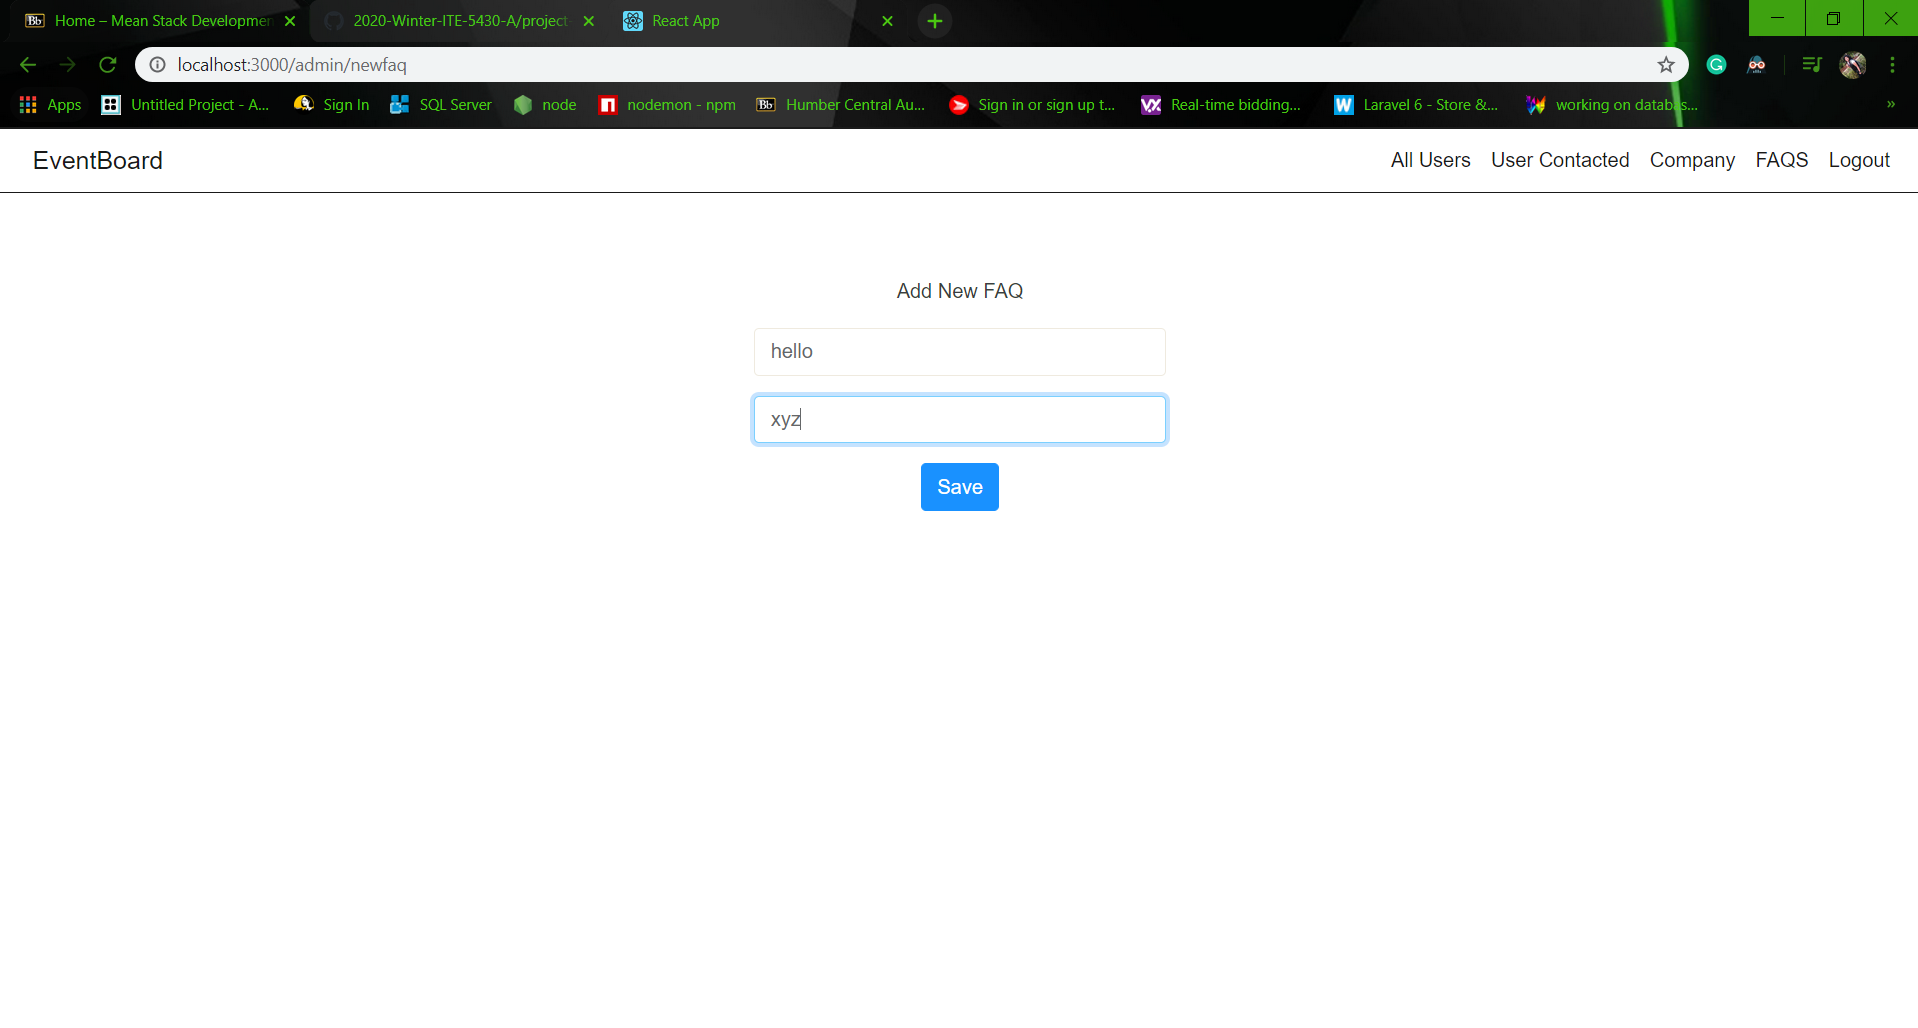 Home – Mean Stack Developmen
2020-Winter-ITE-5430-A/project
React App
localhost:3000/admin/newfaq
Apps
Untitled Project - A...
Sign In
SQL Server
node
nodemon - npm
Bb
Humber Central Au...
Sign in or sign up t...
Real-time bidding...
Laravel 6 - Store &...
working on databas...
EventBoard
All Users
User Contacted
Company
FAQS
Logout
Add New FAQ
hello
xyz
Save